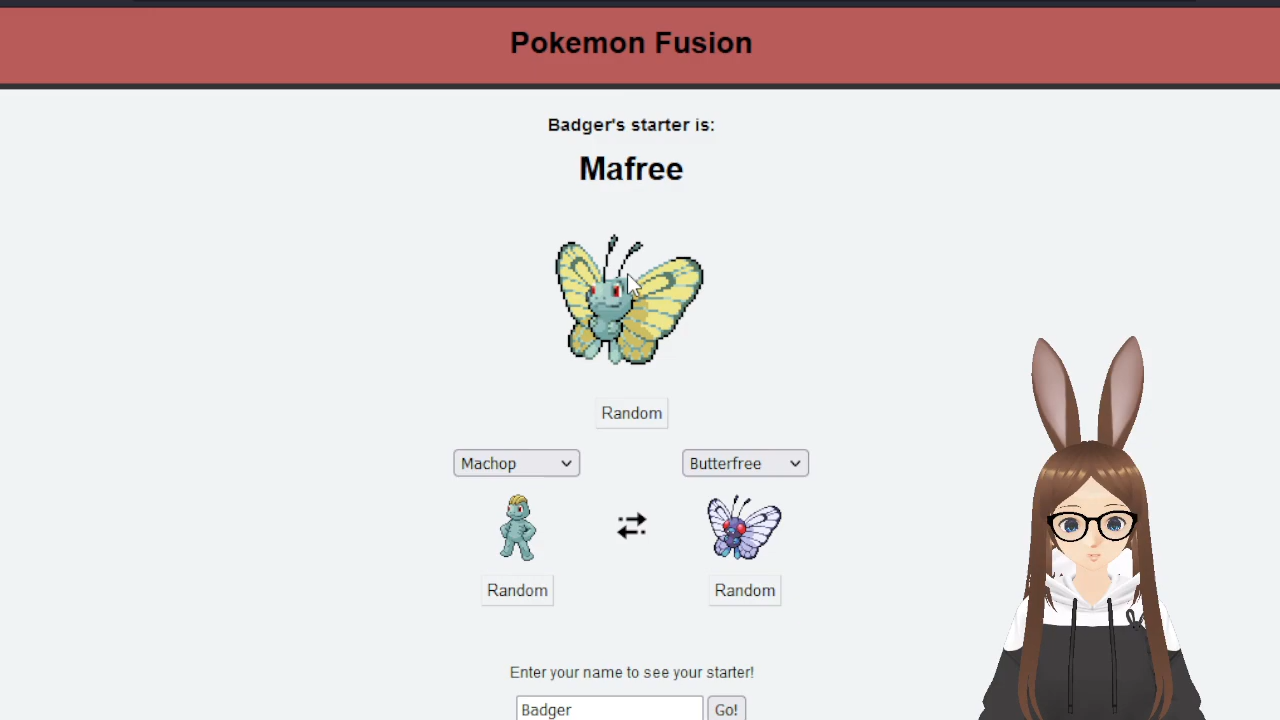 Pokemon Fusion
Badger's starter is:
Mafree
Random
Machop
Butterfree
Random
Random
Enter your name to see your starter!
Badger
Go!